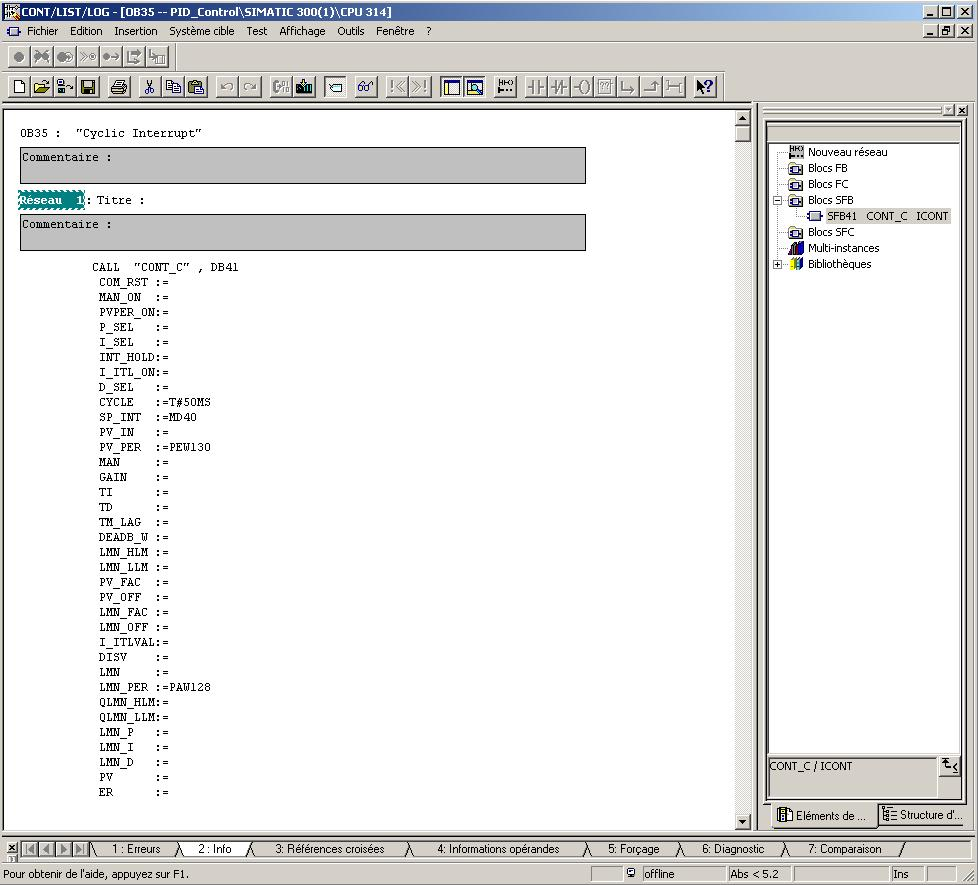 CONT/LIST/LOG - [OB35 -- PID_Control\SIMATIC 300(1)\CPU 314]
Fichier Edition Insertion Système cible Test Affichage Outils Fenêtre ?
OB35 : "Cyclic Interrupt"
Commentaire :
Réseau 1: Titre :
Commentaire :
CALL "CONT_C" , DB41
COM_RST :=
MAN_ON :=
PVPER_ON:=
P_SEL :=
I_SEL :=
INT_HOLD:=
I_ITL_ON:=
D_SEL :=
CYCLE :=T#50MS
SP_INT :=MD40
PV_IN :=
PV_PER :=PEW130
MAN :=
GAIN :=
TI :=
TD :=
TM_LAG :=
DEADB_W :=
LMN_HLM :=
LMN_LLM :=
PV_FAC :=
PV_OFF :=
LMN_FAC :=
LMN_OFF :=
I_ITLVAL:=
DISV :=
LMN :=
LMN_PER :=PAW128
QLMN_HLM:=
QLMN_LLM:=
LMN_P :=
LMN_I :=
LMN_D :=
PV :=
ER :=
Nouveau réseau
Blocs FB
Blocs FC
Blocs SFB
SFB41 CONT_C ICONT
Blocs SFC
Multi-instances
Bibliothèques
CONT_C / ICONT
Eléments de ... Structure d'...
1 : Erreurs 2 : Info 3: Références croisées 4: Informations opérandes 5: Forçage 6: Diagnostic 7: Comparaison
Pour obtenir de l'aide, appuyez sur F1. offline Abs < 5.2 Ins